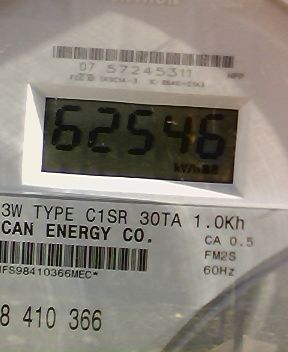 07 57245311
62546
3W TYPE C1SR 30TA 1.0Kh
CAN ENERGY CO.
CA 0.5
FM2S
60Hz
8 410 366